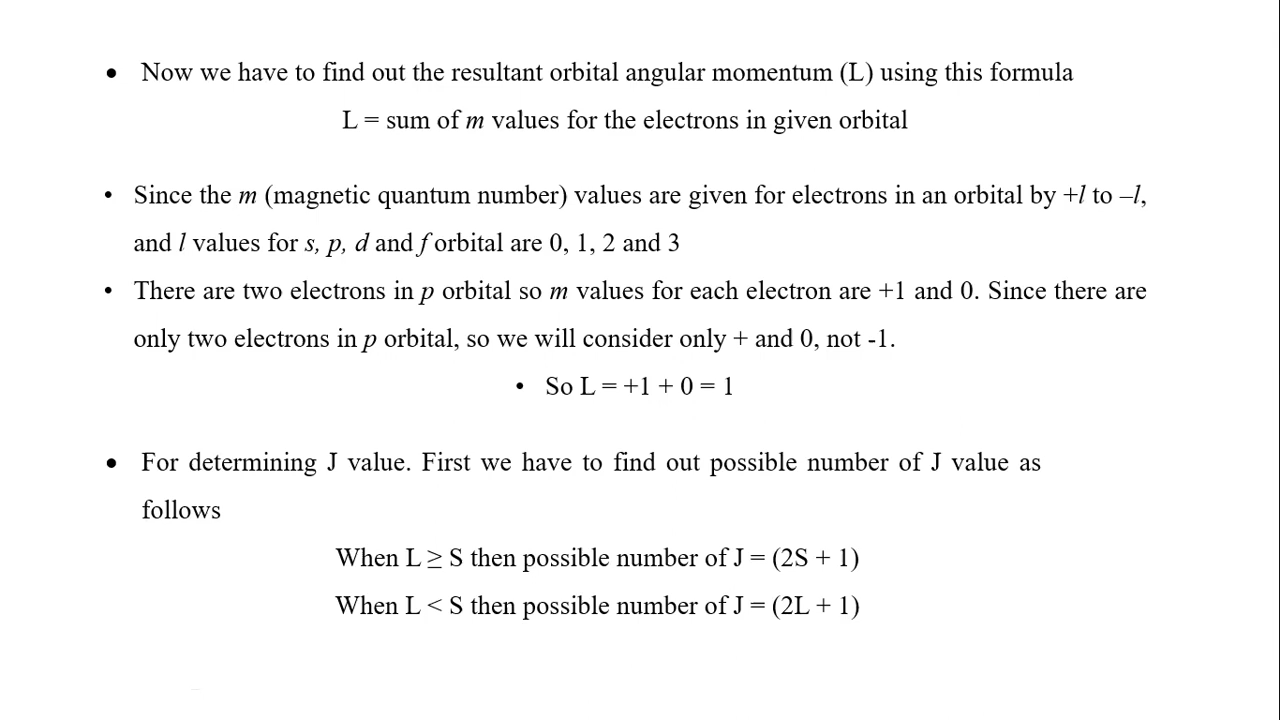 • Now we have to find out the resultant orbital angular momentum (L) using this formula
L = sum of m values for the electrons in given orbital
• Since the m (magnetic quantum number) values are given for electrons in an orbital by +l to –l,
and l values for s, p, d and f orbital are 0, 1, 2 and 3
• There are two electrons in p orbital so m values for each electron are +1 and 0. Since there are
only two electrons in p orbital, so we will consider only + and 0, not -1.
• So L = +1 + 0 = 1
• For determining J value. First we have to find out possible number of J value as
follows
When L ≥ S then possible number of J = (2S + 1)
When L < S then possible number of J = (2L + 1)